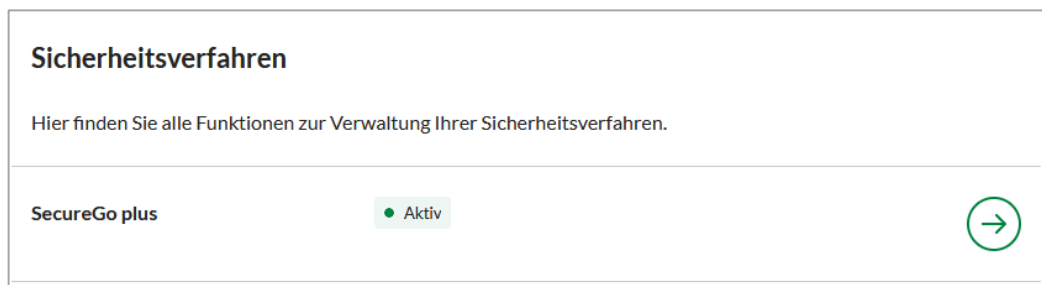 Sicherheitsverfahren
Hier finden Sie alle Funktionen zur Verwaltung Ihrer Sicherheitsverfahren.
SecureGo plus
Aktiv